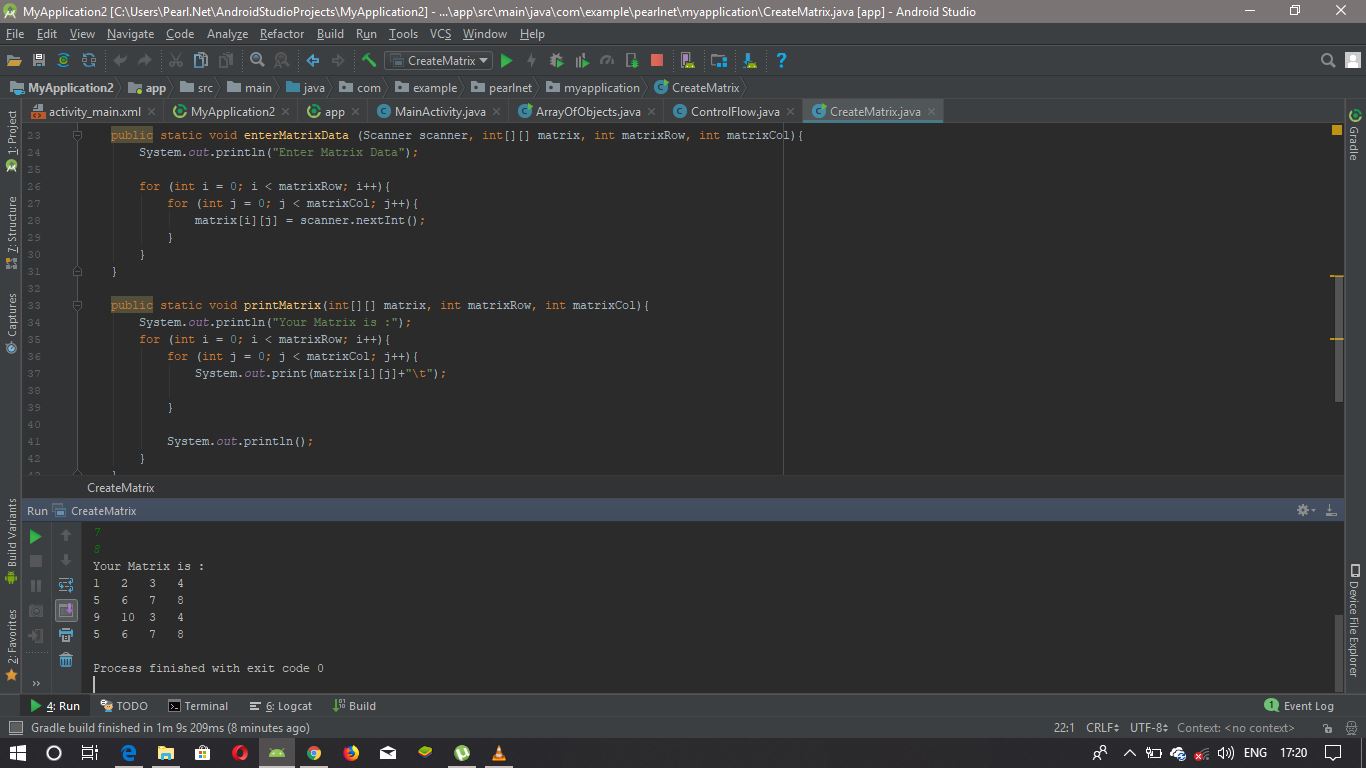 MyApplication2 [C:\Users\Pearl.Net\AndroidStudioProjects\MyApplication2] - ...\app\src\main\java\com\example\pearlnet\myapplication\CreateMatrix.java [app] - Android Studio
File Edit View Navigate Code Analyze Refactor Build Run Tools VCS Window Help
CreateMatrix
MyApplication2 app src main java com example pearlnet myapplication CreateMatrix
activity_main.xml MyApplication2 app MainActivity.java ArrayOfObjects.java ControlFlow.java CreateMatrix.java
23 public static void enterMatrixData (Scanner scanner, int[][] matrix, int matrixRow, int matrixCol){
24 System.out.println("Enter Matrix Data");
25
26 for (int i = 0; i < matrixRow; i++){
27 for (int j = 0; j < matrixCol; j++){
28 matrix[i][j] = scanner.nextInt();
29 }
30 }
31 }
32
33 public static void printMatrix(int[][] matrix, int matrixRow, int matrixCol){
34 System.out.println("Your Matrix is :");
35 for (int i = 0; i < matrixRow; i++){
36 for (int j = 0; j < matrixCol; j++){
37 System.out.print(matrix[i][j]+"\t");
38
39 }
40
41 System.out.println();
42 }
1: Project
7: Structure
Captures
Build Variants
2: Favorites
Gradle
Device File Explorer
CreateMatrix
Run CreateMatrix
7
8
Your Matrix is :
1 2 3 4
5 6 7 8
9 10 3 4
5 6 7 8
Process finished with exit code 0
4: Run TODO Terminal 6: Logcat Build 1 Event Log
Gradle build finished in 1m 9s 209ms (8 minutes ago) 22:1 CRLF UTF-8 Context: <no context>
ENG 17:20